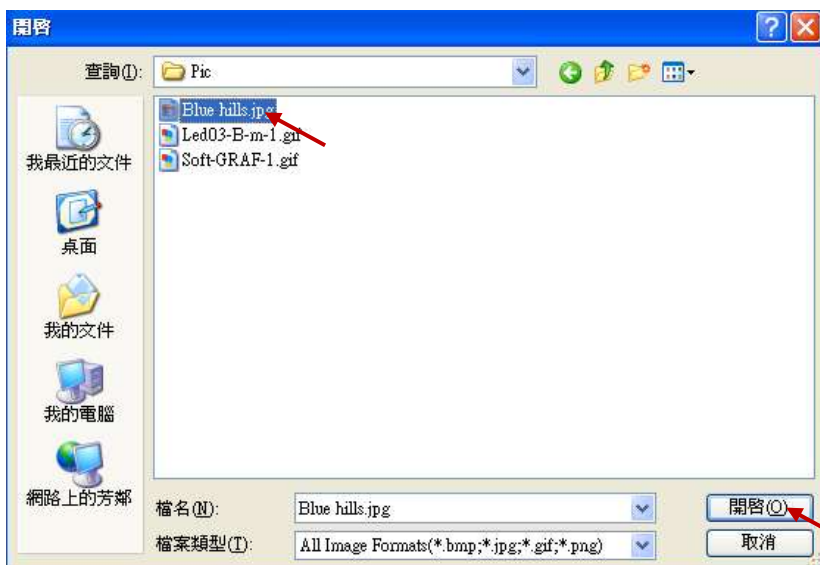 開啓
查詢(I):
Pic
Blue hills.jpg
Led03-B-m-1.gif
Soft-GRAF-1.gif
我最近的文件
桌面
我的文件
我的電腦
網路上的芳鄰
檔名(N):
Blue hills.jpg
開啓(O)
檔案類型(T):
All Image Formats(*.bmp;*.jpg;*.gif;*.png)
取消